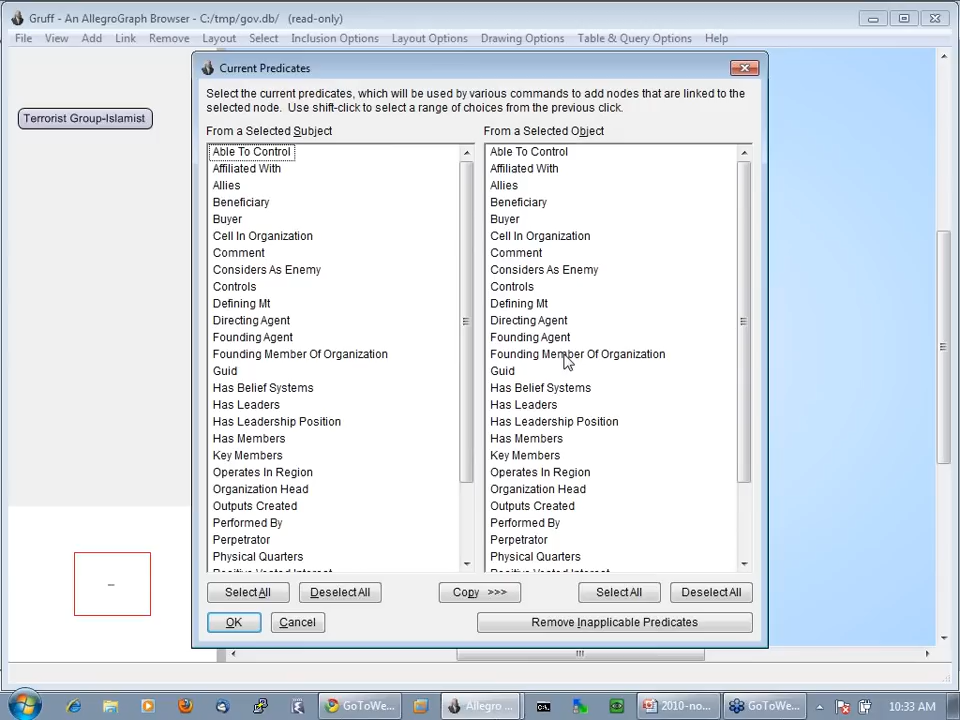 Gruff - An AllegroGraph Browser - C:/tmp/gov.db/   (read-only)
File View Add Link Remove Layout Select Inclusion Options Layout Options Drawing Options Table & Query Options Help
Terrorist Group-Islamist
Current Predicates
Select the current predicates, which will be used by various commands to add nodes that are linked to the
selected node.  Use shift-click to select a range of choices from the previous click.
From a Selected Subject
Able To Control
Affiliated With
Allies
Beneficiary
Buyer
Cell In Organization
Comment
Considers As Enemy
Controls
Defining Mt
Directing Agent
Founding Agent
Founding Member Of Organization
Guid
Has Belief Systems
Has Leaders
Has Leadership Position
Has Members
Key Members
Operates In Region
Organization Head
Outputs Created
Performed By
Perpetrator
Physical Quarters
Positive Vested Interest
From a Selected Object
Able To Control
Affiliated With
Allies
Beneficiary
Buyer
Cell In Organization
Comment
Considers As Enemy
Controls
Defining Mt
Directing Agent
Founding Agent
Founding Member Of Organization
Guid
Has Belief Systems
Has Leaders
Has Leadership Position
Has Members
Key Members
Operates In Region
Organization Head
Outputs Created
Performed By
Perpetrator
Physical Quarters
Positive Vested Interest
Select All Deselect All Copy >>> Select All Deselect All
OK Cancel Remove Inapplicable Predicates
GoToWe... Allegro ... 2010-no... GoToWe... 10:33 AM